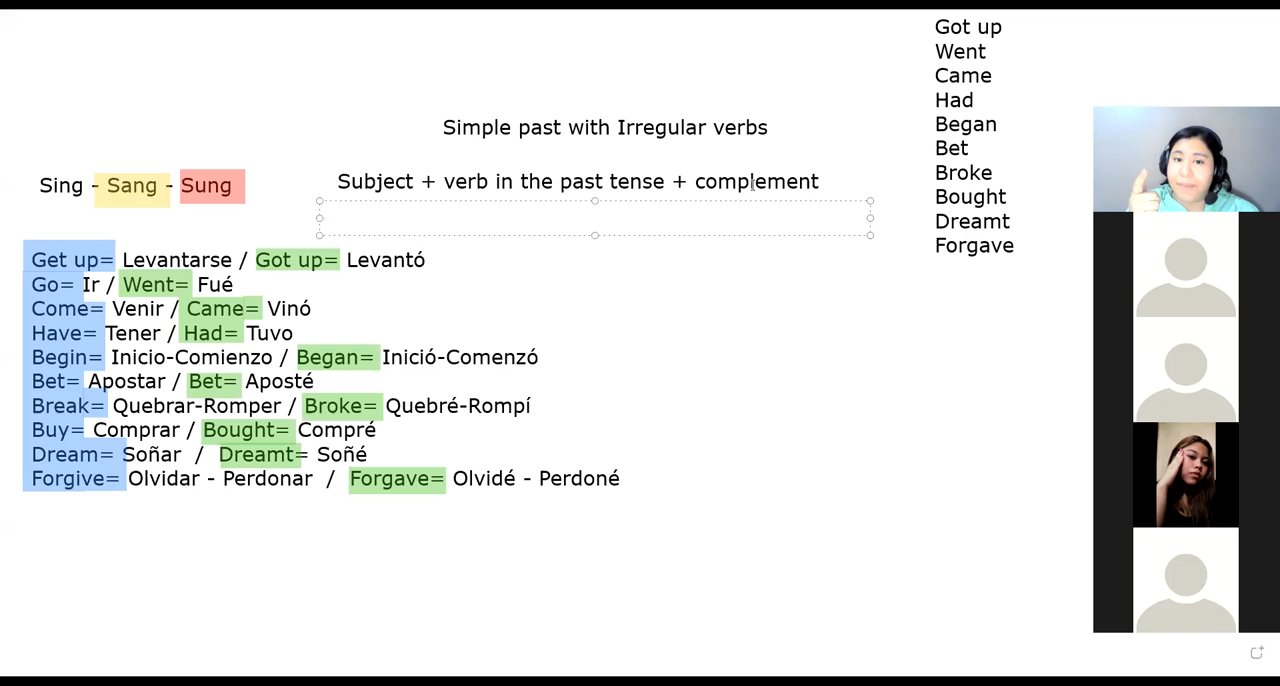 Simple past with Irregular verbs
Sing - Sang - Sung
Subject + verb in the past tense + complement
Get up= Levantarse / Got up= Levantó
Go= Ir / Went= Fué
Come= Venir / Came= Vinó
Have= Tener / Had= Tuvo
Begin= Inicio-Comienzo / Began= Inició-Comenzó
Bet= Apostar / Bet= Aposté
Break= Quebrar-Romper / Broke= Quebré-Rompí
Buy= Comprar / Bought= Compré
Dream= Soñar / Dreamt= Soñé
Forgive= Olvidar - Perdonar / Forgave= Olvidé - Perdoné
Got up
Went
Came
Had
Began
Bet
Broke
Bought
Dreamt
Forgave